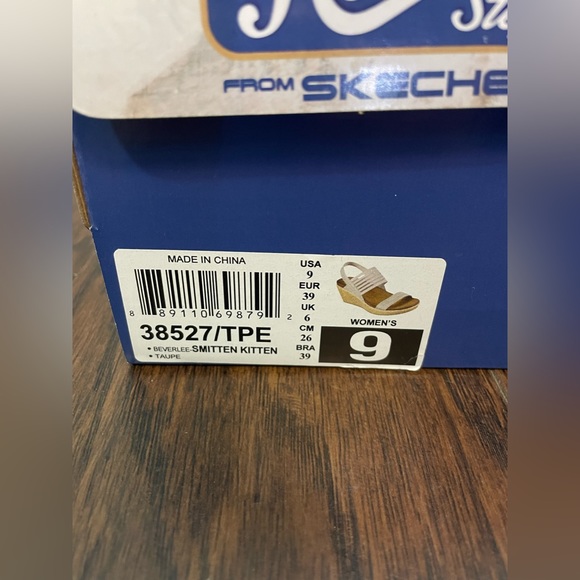 FROM SKECHE
MADE IN CHINA
8 89110 69879 2
38527/TPE
• BEVERLEE-SMITTEN KITTEN
• TAUPE
USA
9
EUR
39
UK
6
CM
26
BRA
39
WOMEN'S
9